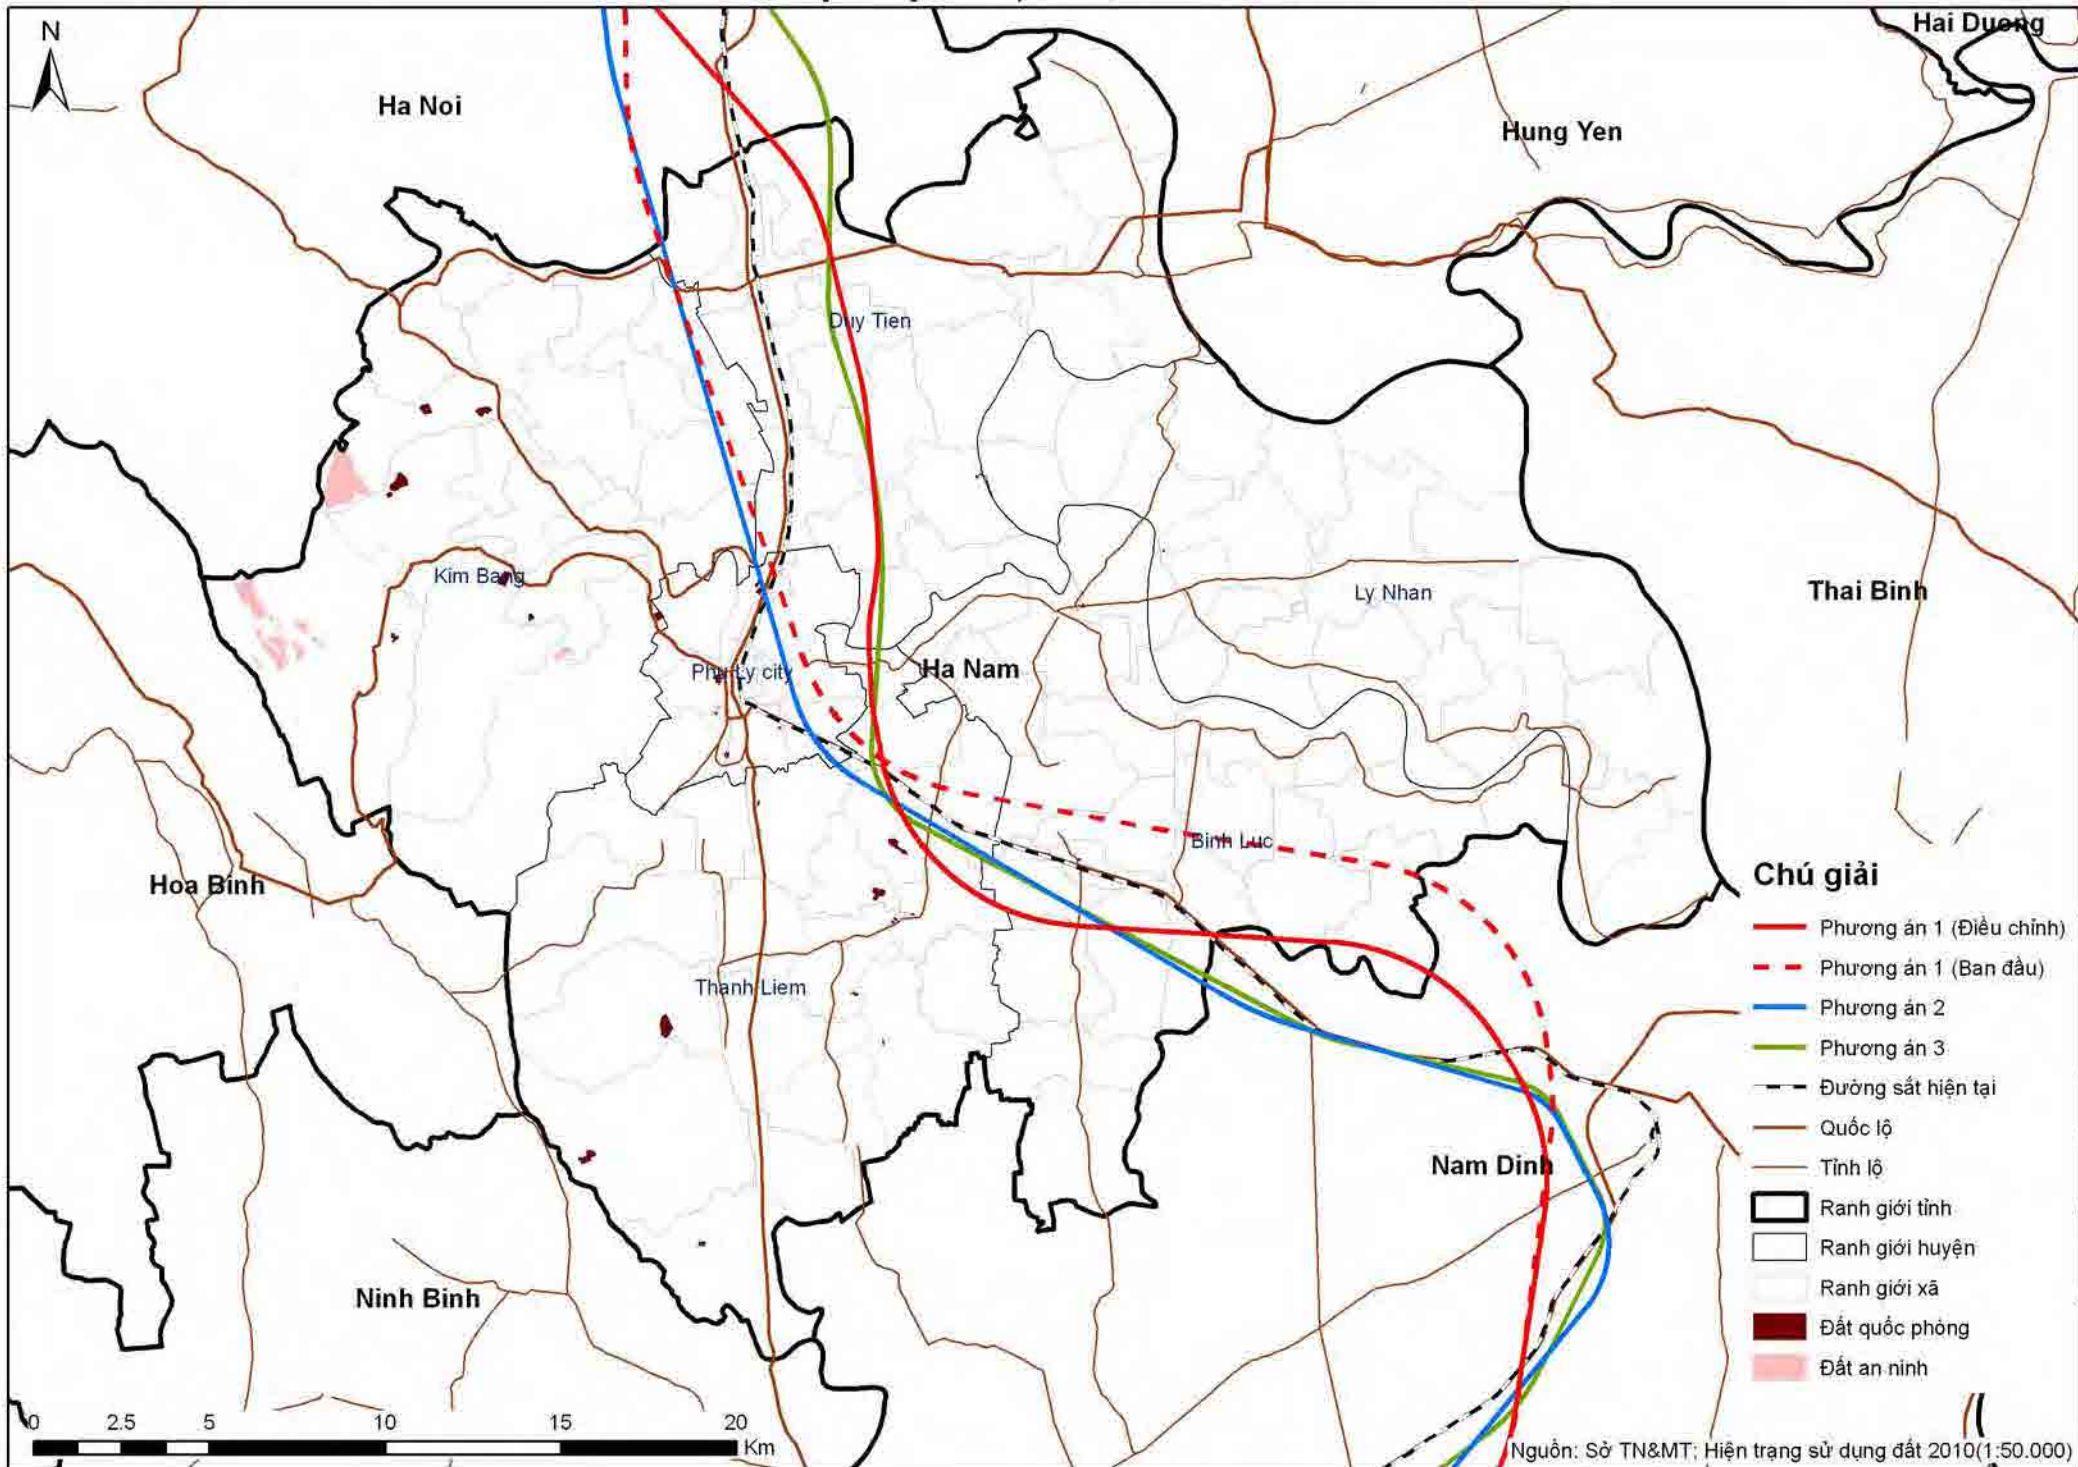 N
Hai Duong
Ha Noi
Hung Yen
Duy Tien
Kim Bang
Ly Nhan
Thai Binh
Phu Ly city
Ha Nam
Binh Luc
Hoa Binh
Thanh Liem
Nam Dinh
Ninh Binh
Chú giải
Phương án 1 (Điều chỉnh)
Phương án 1 (Ban đầu)
Phương án 2
Phương án 3
Đường sắt hiện tại
Quốc lộ
Tỉnh lộ
Ranh giới tỉnh
Ranh giới huyện
Ranh giới xã
Đất quốc phòng
Đất an ninh
0 2.5 5 10 15 20
Km
Nguồn: Sở TN&MT; Hiện trạng sử dụng đất 2010(1:50.000)